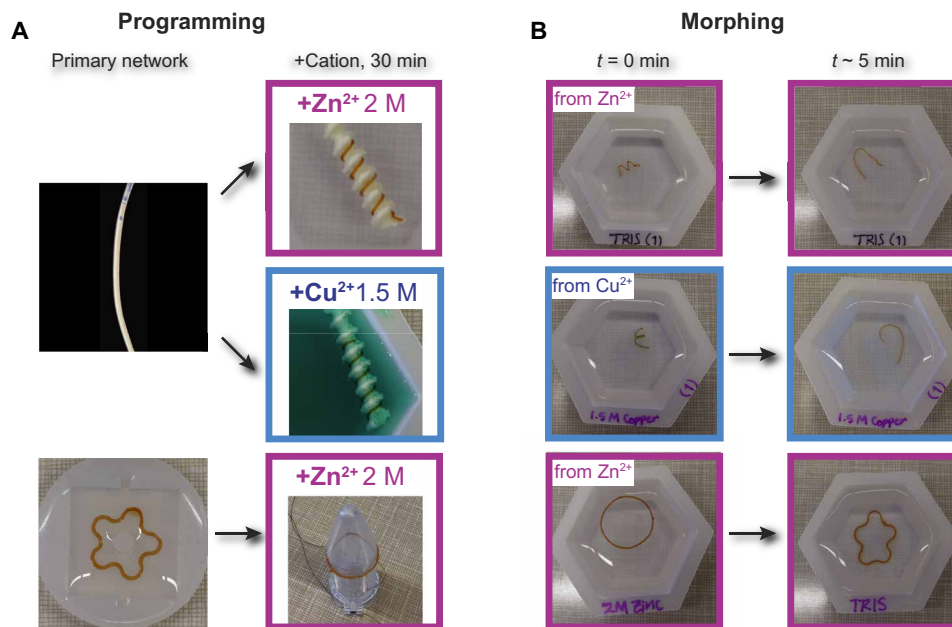 A
Programming
Primary network
+Cation, 30 min
+Zn²⁺ 2 M
+Cu²⁺ 1.5 M
+Zn²⁺ 2 M
B
Morphing
t = 0 min
t ~ 5 min
from Zn²⁺
TRIS (1)
TRIS (1)
from Cu²⁺
1.5 M Copper
(1)
1.5 M Copper
(1)
from Zn²⁺
2M ZINC
TRIS